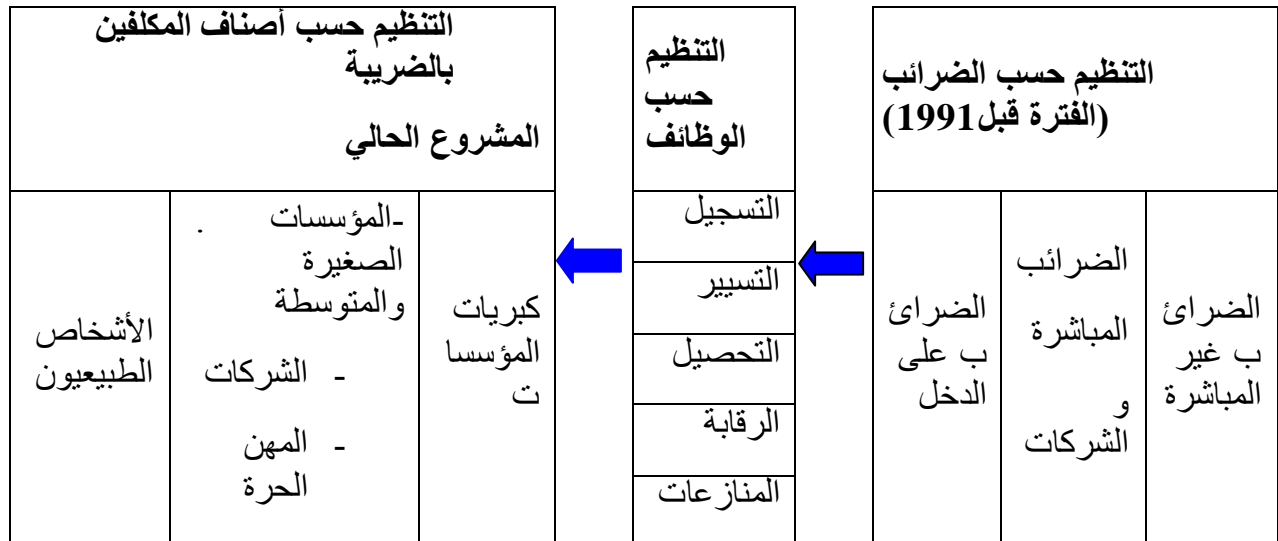 التنظيم حسب الضرائب
(الفترة قبل1991)
الضرائ
ب غير
المباشرة
الضرائب
المباشرة
و
الشركات
الضرائ
ب على
الدخل
التنظيم
حسب
الوظائف
التسجيل
التسيير
التحصيل
الرقابة
المنازعات
التنظيم حسب أصناف المكلفين
بالضريبة
المشروع الحالي
كبريات
المؤسسا
ت
-المؤسسات .
الصغيرة
والمتوسطة
- الشركات
- المهن
الحرة
الأشخاص
الطبيعيون